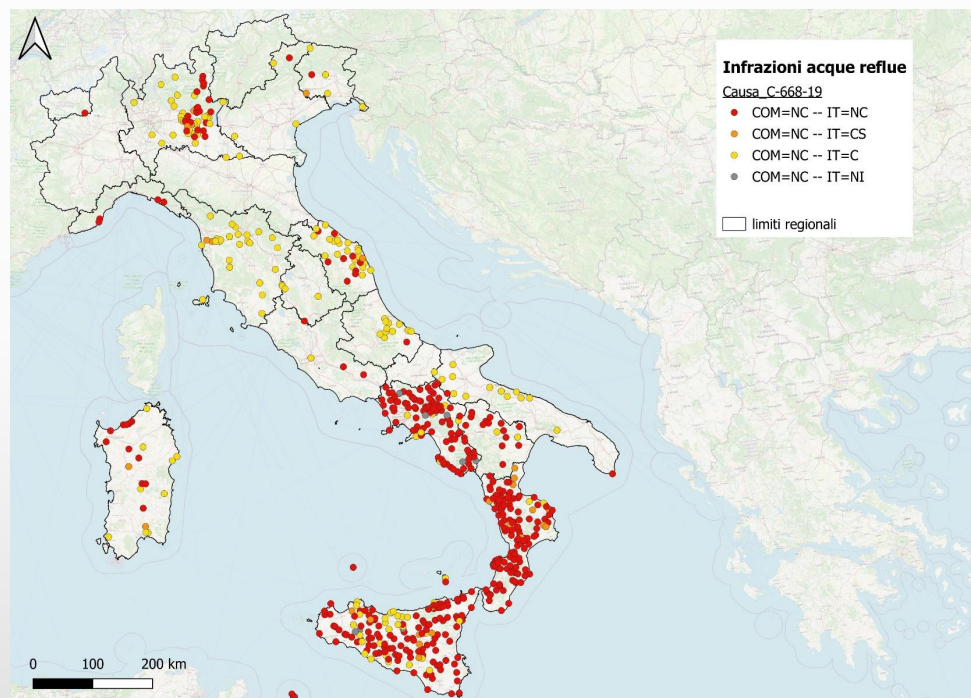 Infrazioni acque reflue
Causa_C-668-19
COM=NC -- IT=NC
COM=NC -- IT=CS
COM=NC -- IT=C
COM=NC -- IT=NI
limiti regionali
0 100 200 km